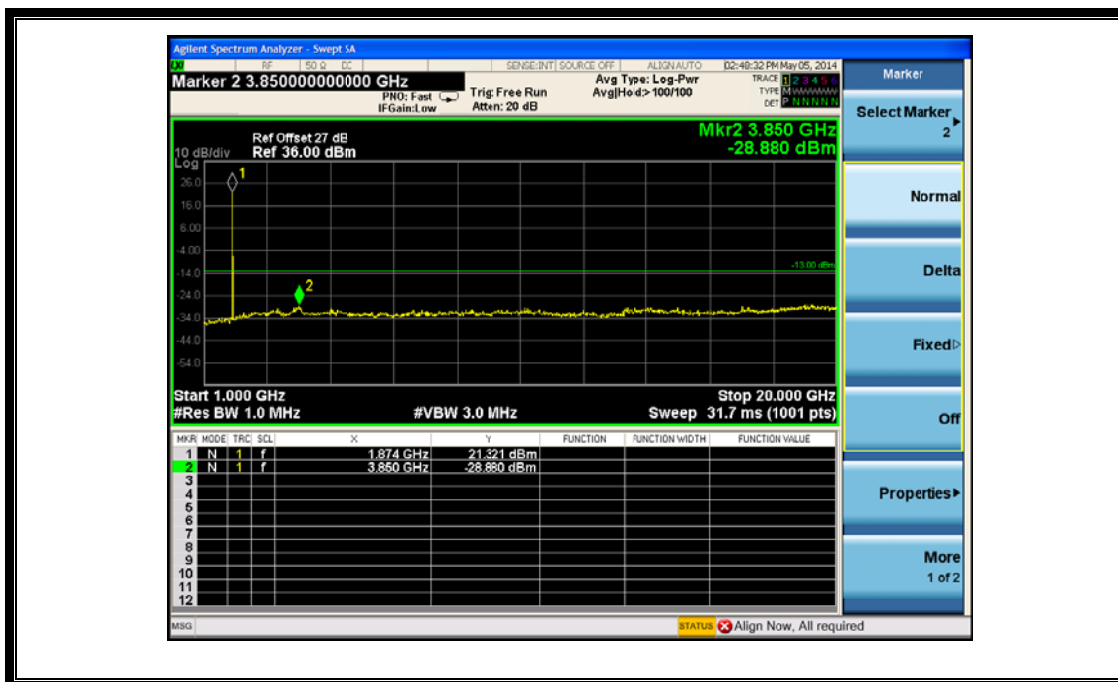 Agilent Spectrum Analyzer - Swept SA
RF 50 Ω DC SENSE:INT SOURCE OFF ALIGN AUTO 02:48:32 PM May 05, 2014
Marker 2 3.850000000000 GHz
PNO: Fast
IFGain:Low
Trig: Free Run
Atten: 20 dB
Avg Type: Log-Pwr
Avg|Hold:> 100/100
TRACE 1 2 3 4 5 6
TYPE M
DET P N N N N N
Ref Offset 27 dB
Ref 36.00 dBm
10 dB/div
Log
Mkr2 3.850 GHz
-28.880 dBm
26.0
16.0
6.00
-4.00
-14.0
-24.0
-34.0
-44.0
-54.0
1
2
-13.00 dBm
Start 1.000 GHz
Stop 20.000 GHz
#Res BW 1.0 MHz
#VBW 3.0 MHz
Sweep 31.7 ms (1001 pts)
MKR MODE TRC SCL X Y FUNCTION FUNCTION WIDTH FUNCTION VALUE
1 N 1 f 1.874 GHz 21.321 dBm
2 N 1 f 3.850 GHz -28.880 dBm
3
4
5
6
7
8
9
10
11
12
MSG
STATUS Align Now, All required
Marker
Select Marker
2
Normal
Delta
Fixed
Off
Properties
More
1 of 2